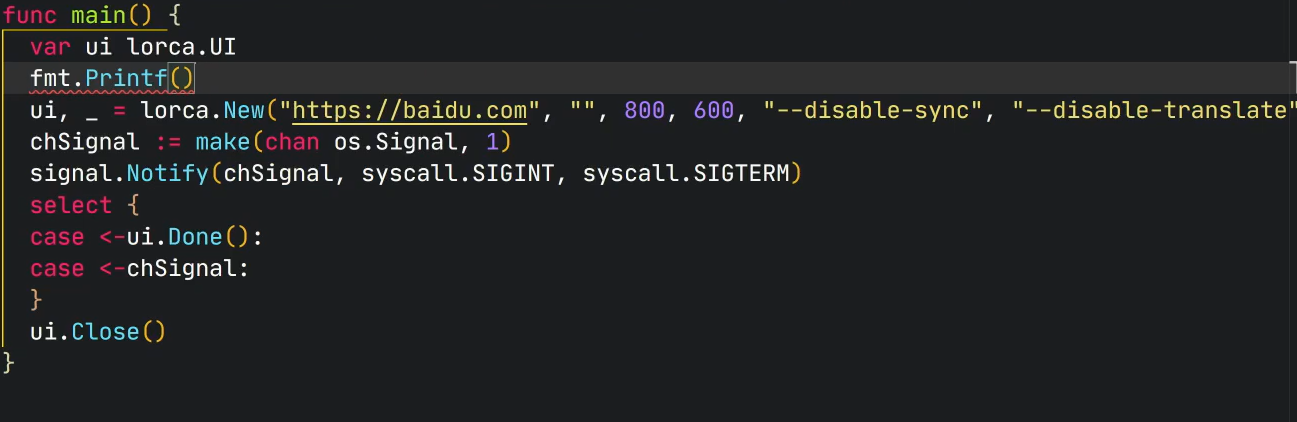 func main() {
var ui lorca.UI
fmt.Printf()
ui, _ = lorca.New("https://baidu.com", "", 800, 600, "--disable-sync", "--disable-translate"
chSignal := make(chan os.Signal, 1)
signal.Notify(chSignal, syscall.SIGINT, syscall.SIGTERM)
select {
case <-ui.Done():
case <-chSignal:
}
ui.Close()
}